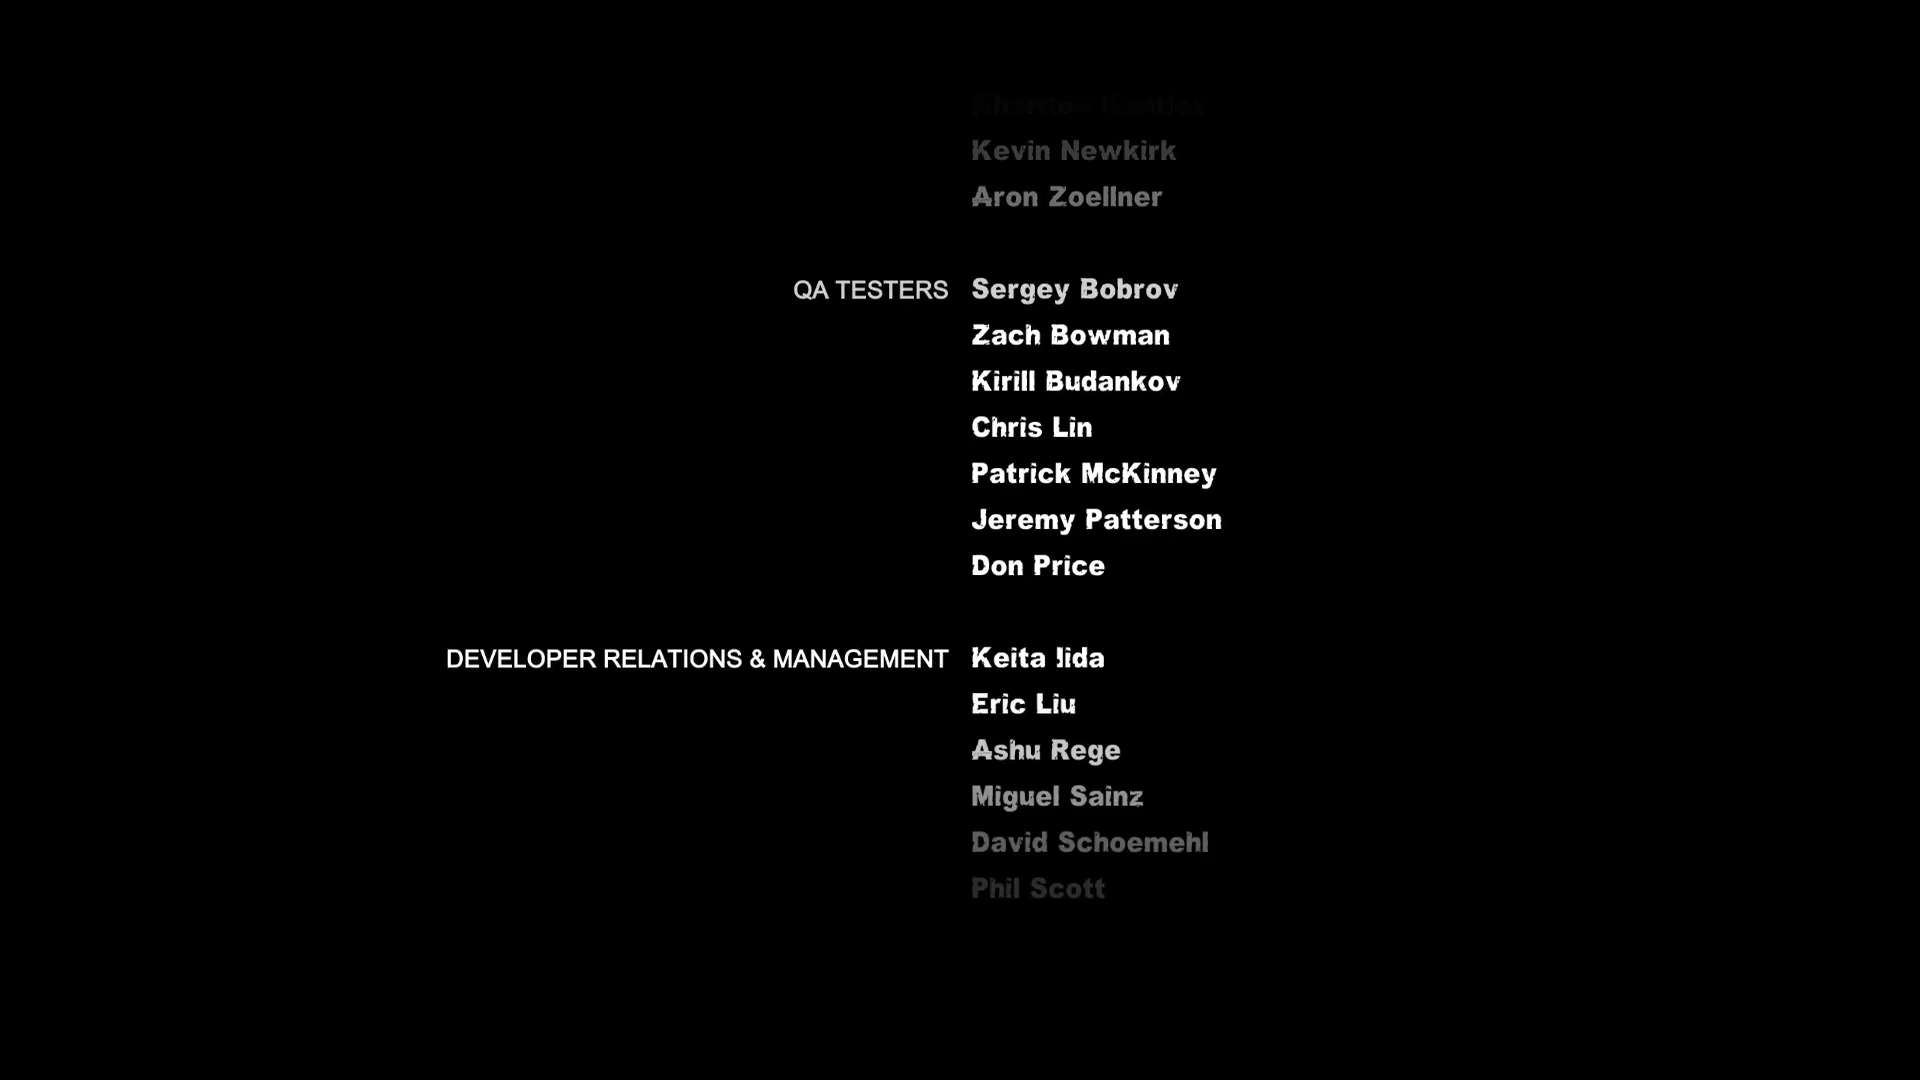 Kevin Newkirk
Aron Zoellner
QA TESTERS Sergey Bobrov
Zach Bowman
Kirill Budankov
Chris Lin
Patrick McKinney
Jeremy Patterson
Don Price
DEVELOPER RELATIONS & MANAGEMENT Keita Iida
Eric Liu
Ashu Rege
Miguel Sainz
David Schoemehl
Phil Scott